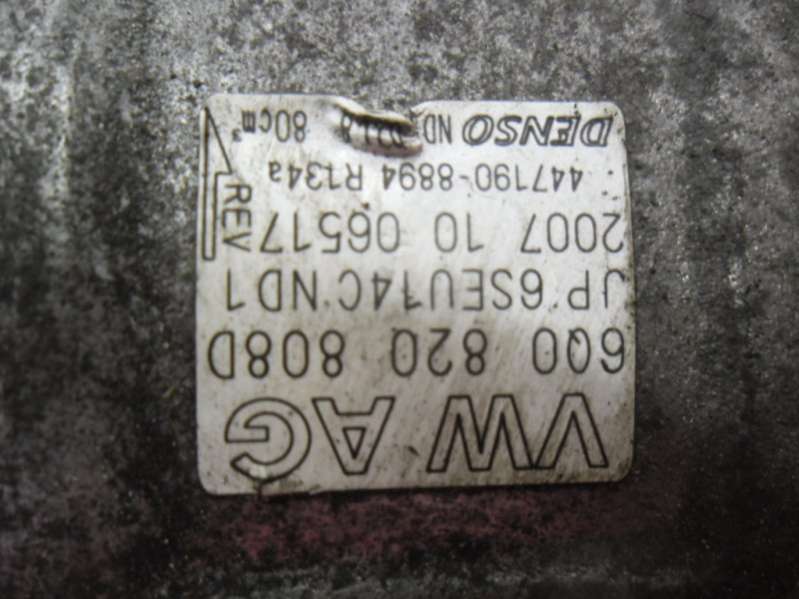 VW AG
6Q0 820 808D
JP 6SEU14C ND1
2007 10 06517
REV
447190-8894 R134a
DENSO ND 80cm³